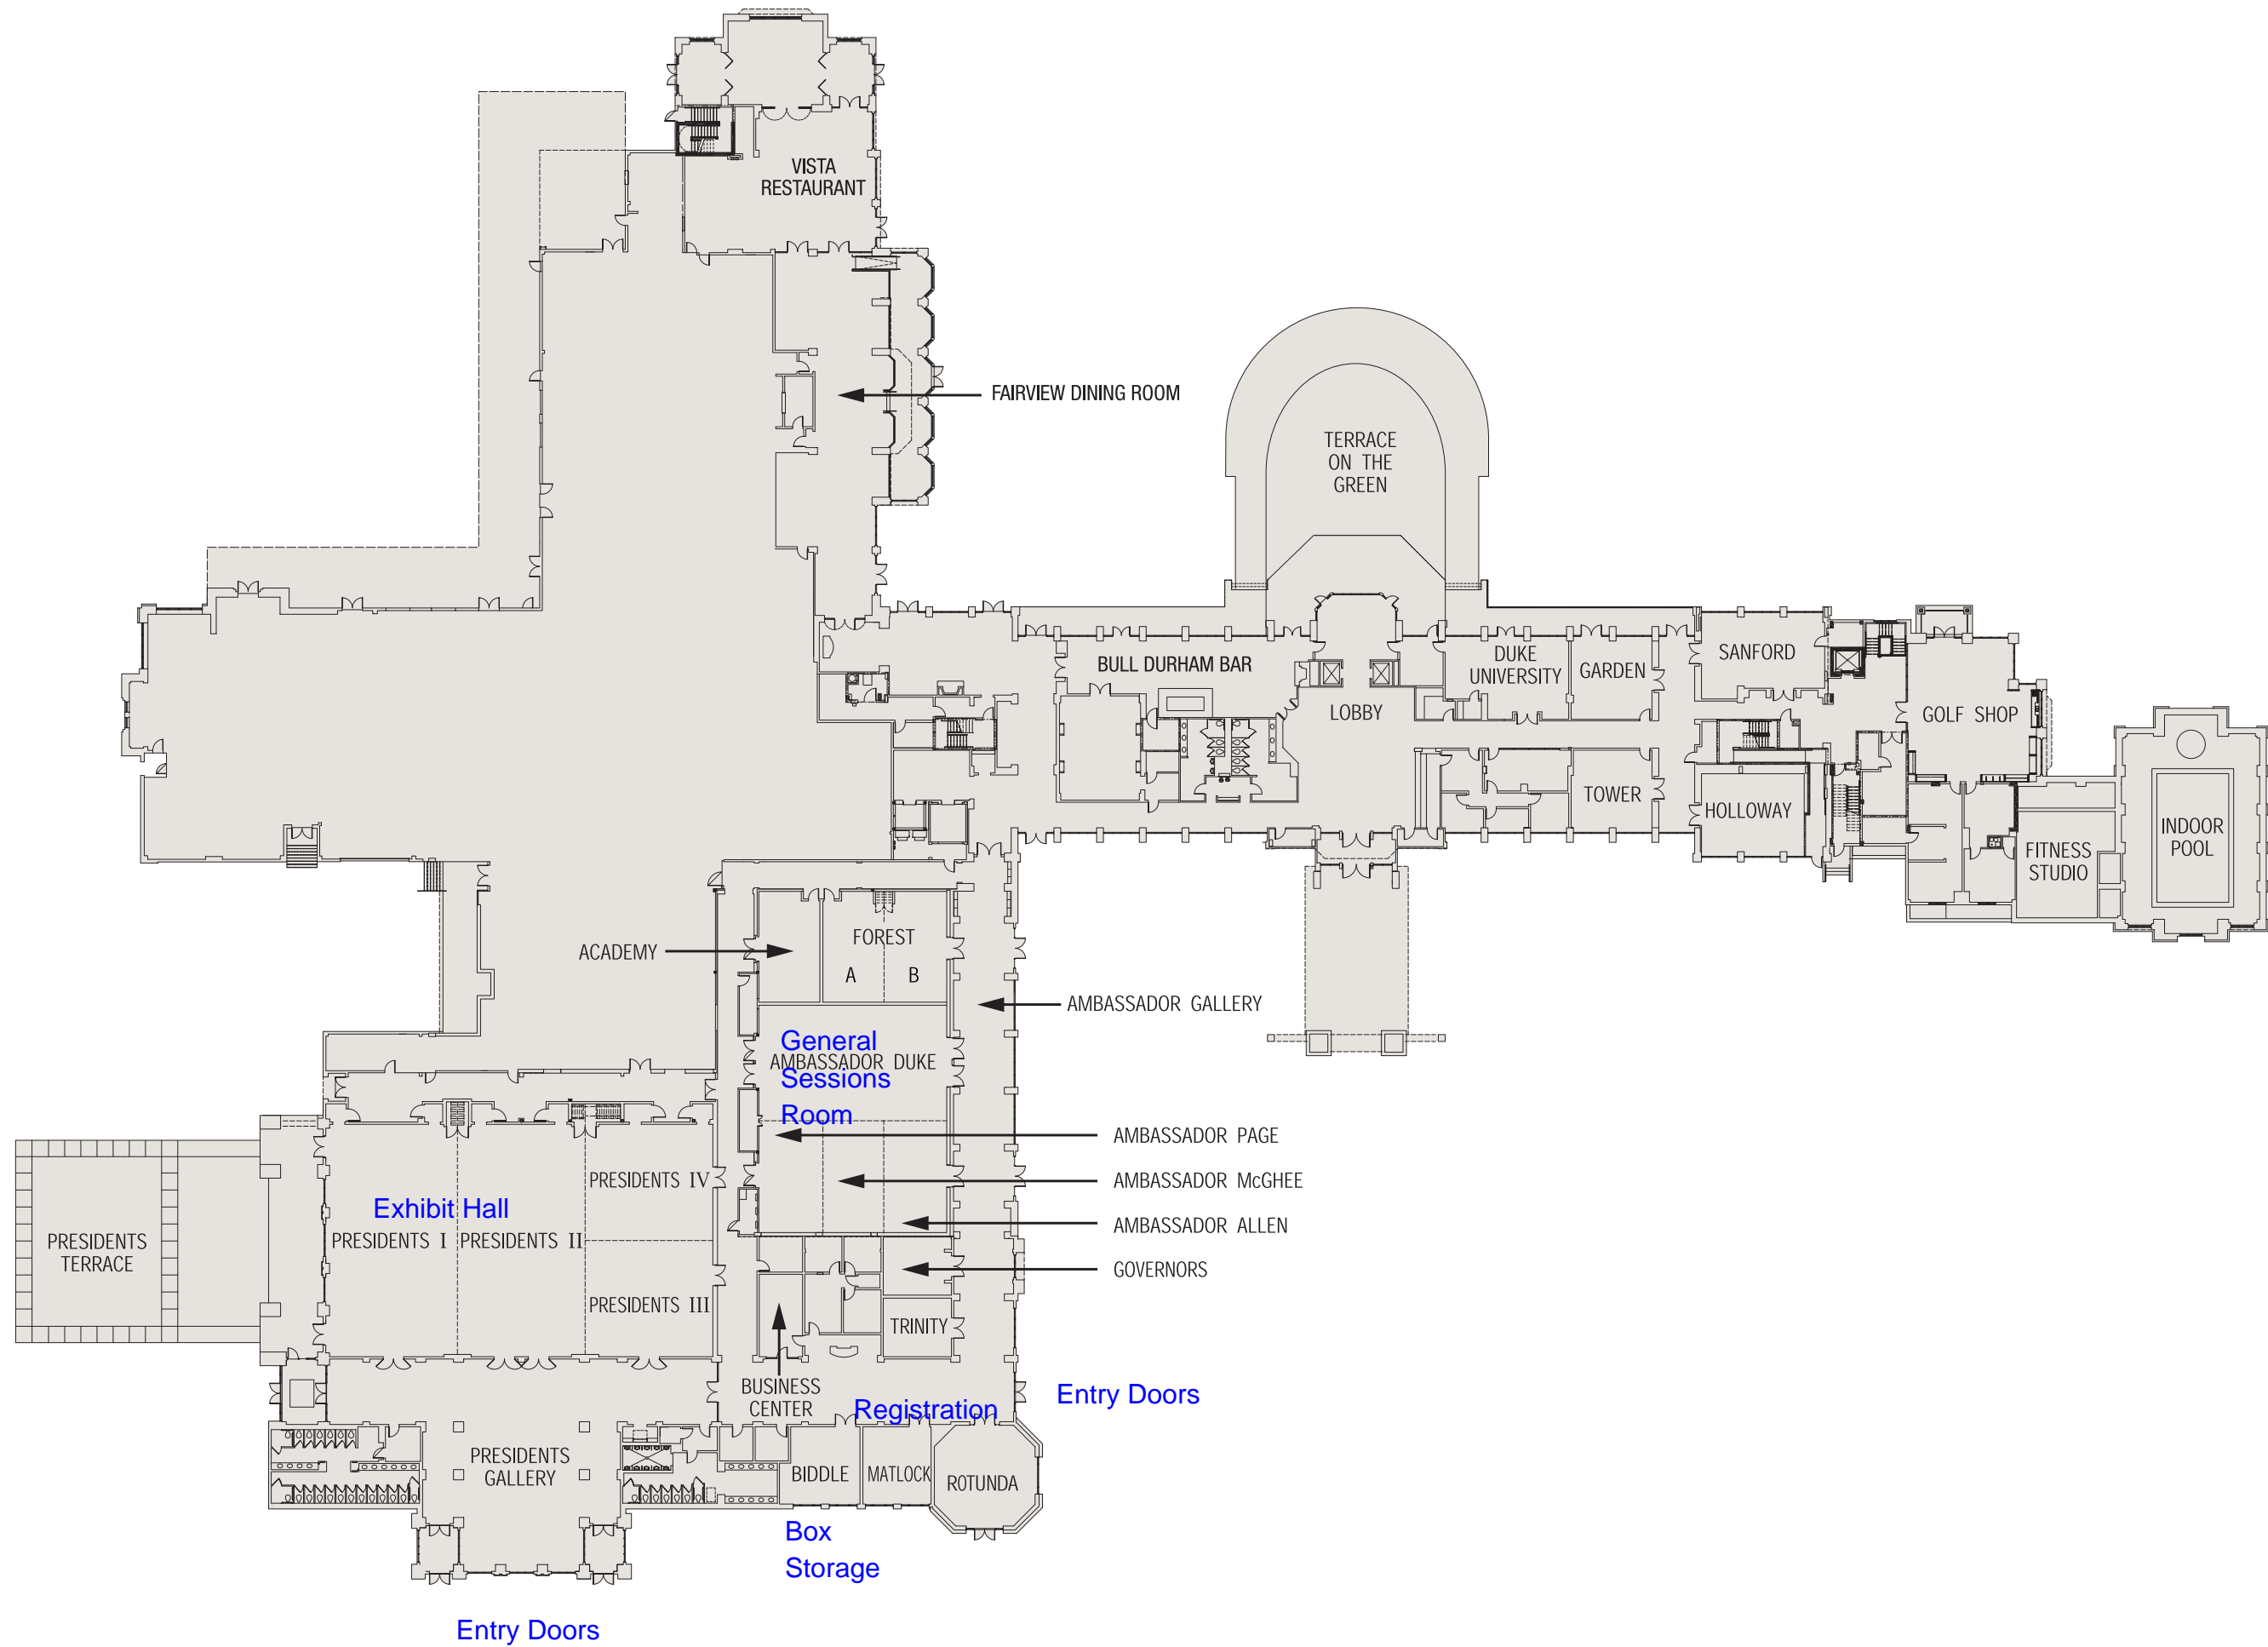 VISTA
RESTAURANT
FAIRVIEW DINING ROOM
TERRACE
ON THE
GREEN
BULL DURHAM BAR
LOBBY
DUKE
UNIVERSITY
GARDEN
SANFORD
GOLF SHOP
TOWER
HOLLOWAY
FITNESS
STUDIO
INDOOR
POOL
ACADEMY
FOREST
A B
AMBASSADOR GALLERY
General
AMBASSADOR DUKE
Sessions
Room
AMBASSADOR PAGE
AMBASSADOR McGHEE
AMBASSADOR ALLEN
GOVERNORS
PRESIDENTS IV
Exhibit Hall
PRESIDENTS I
PRESIDENTS II
PRESIDENTS III
PRESIDENTS
TERRACE
TRINITY
BUSINESS
CENTER
Registration
Entry Doors
PRESIDENTS
GALLERY
BIDDLE
MATLOCK
ROTUNDA
Box
Storage
Entry Doors